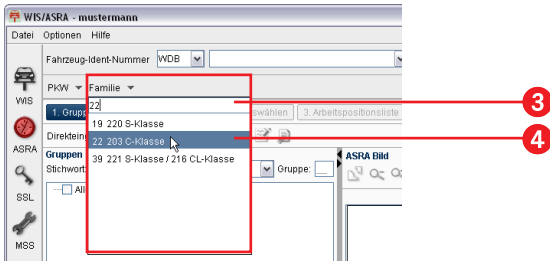 WIS/ASRA - mustermann
Datei Optionen Hilfe
Fahrzeug-Ident-Nummer WDB
PKW Familie
22
3
1. Grupp swählen 3. Arbeitspositionsliste
19 220 S-Klasse
Direktein
22 203 C-Klasse
4
39 221 S-Klasse / 216 CL-Klasse
Gruppen
ASRA Bild
Stichwort: Gruppe:
All
WIS
ASRA
SSL
MSS